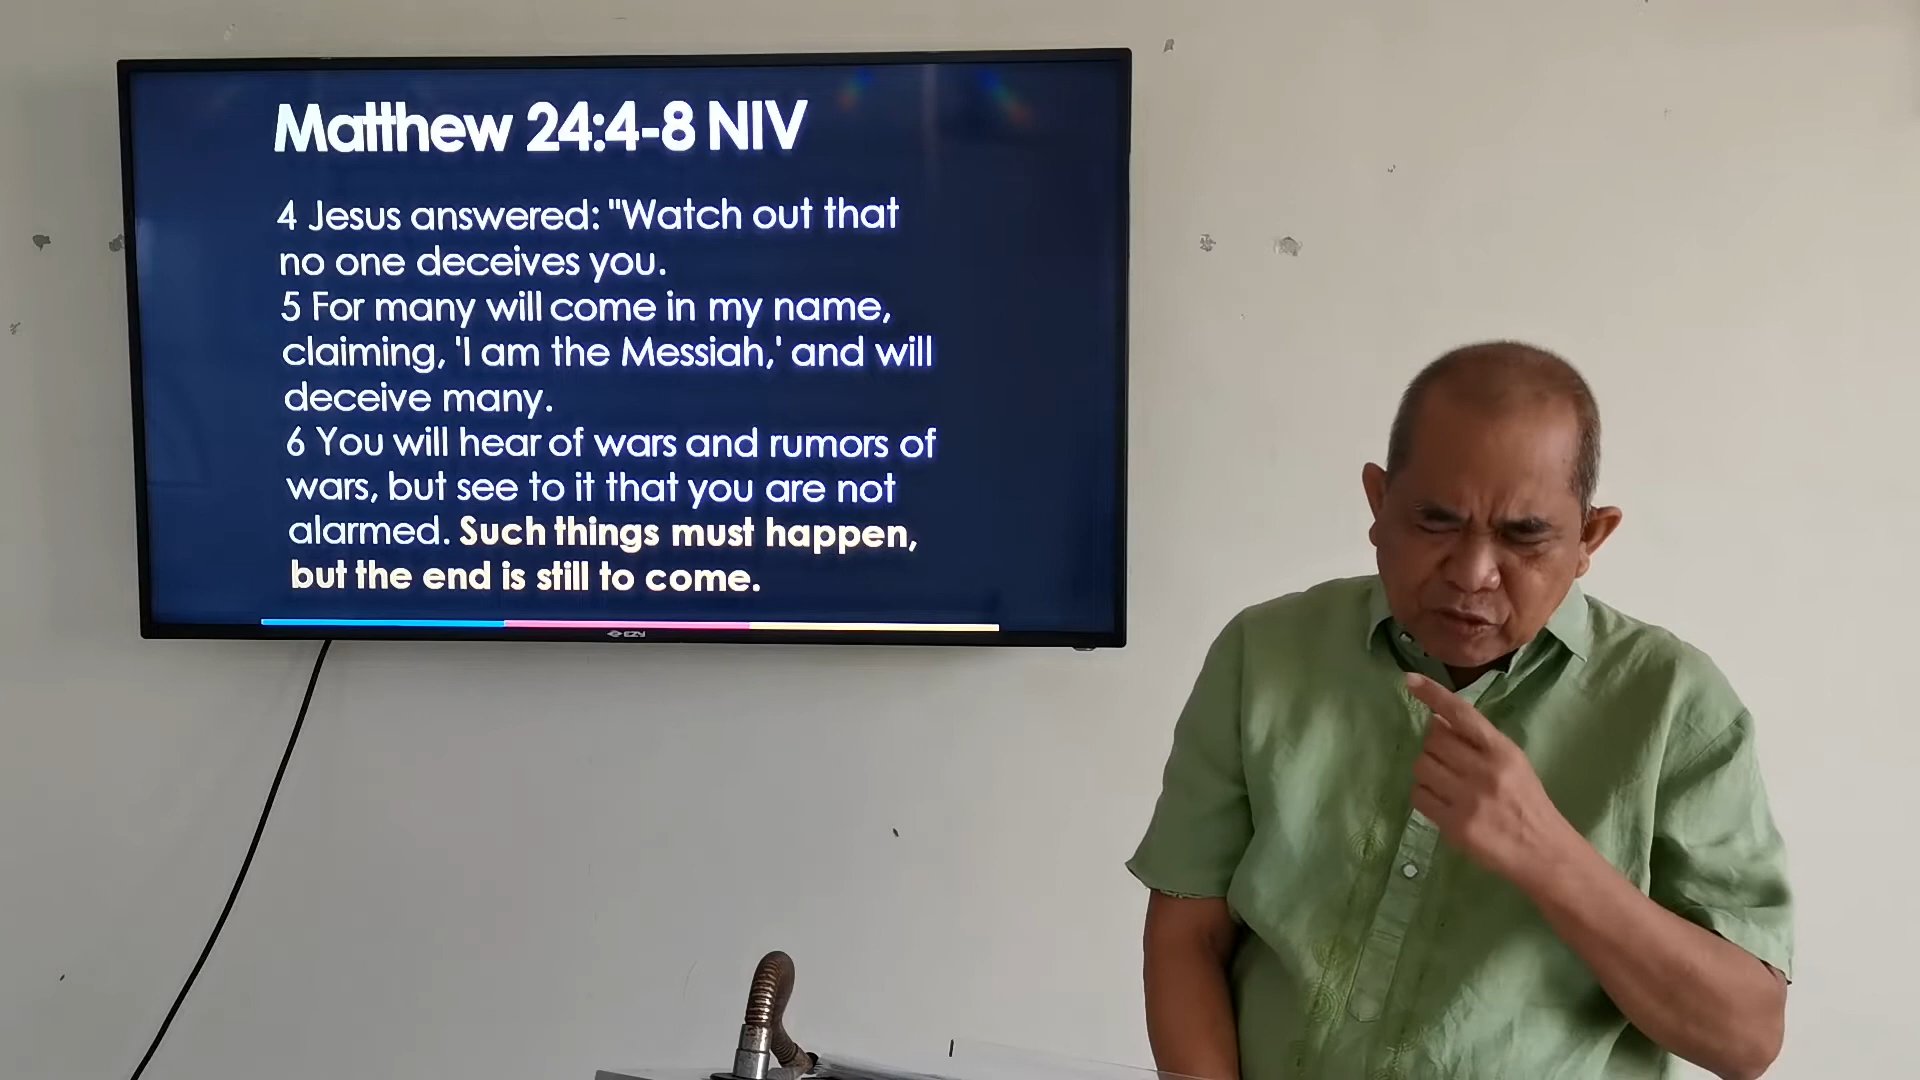 Matthew 24:4-8 NIV
4 Jesus answered: "Watch out that
no one deceives you.
5 For many will come in my name,
claiming, 'I am the Messiah,' and will
deceive many.
6 You will hear of wars and rumors of
wars, but see to it that you are not
alarmed. Such things must happen,
but the end is still to come.
EZY